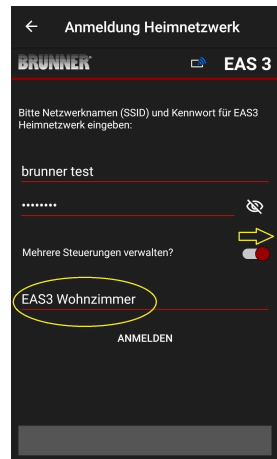 Anmeldung Heimnetzwerk
BRUNNER EAS 3
Bitte Netzwerknamen (SSID) und Kennwort für EAS3
Heimnetzwerk eingeben:
brunner test
••••••••
Mehrere Steuerungen verwalten?
EAS3 Wohnzimmer
ANMELDEN